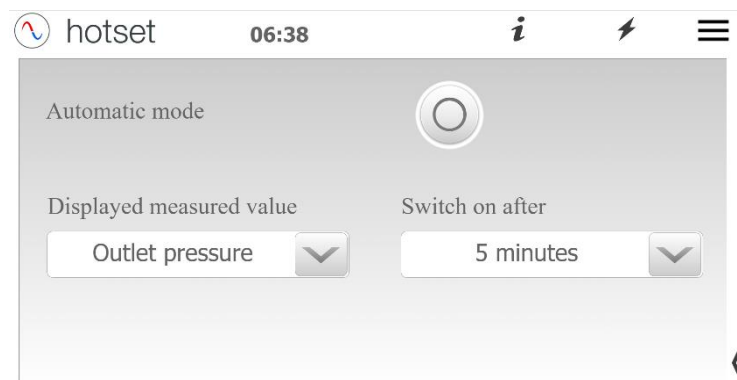 hotset 06:38 i
Automatic mode
Displayed measured value Switch on after
Outlet pressure 5 minutes